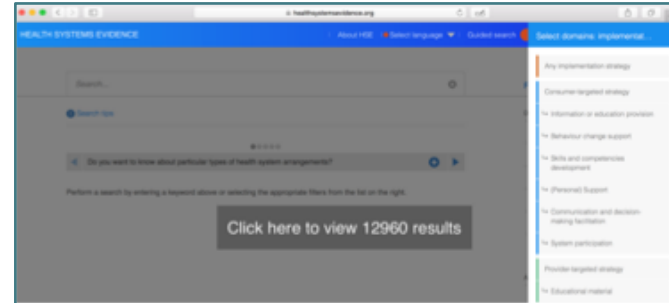 healthsystemsevidence.org
HEALTH SYSTEMS EVIDENCE
About HSE
Select language
Guided search
Select domains: implementat...
Search...
Search tips
Do you want to know about particular types of health system arrangements?
Perform a search by entering a keyword above or selecting the appropriate filters from the list on the right.
Click here to view 12960 results
Any implementation strategy
Consumer-targeted strategy
Information or education provision
Behaviour change support
Skills and competencies
development
(Personal) Support
Communication and decision-
making facilitation
System participation
Provider-targeted strategy
Educational material